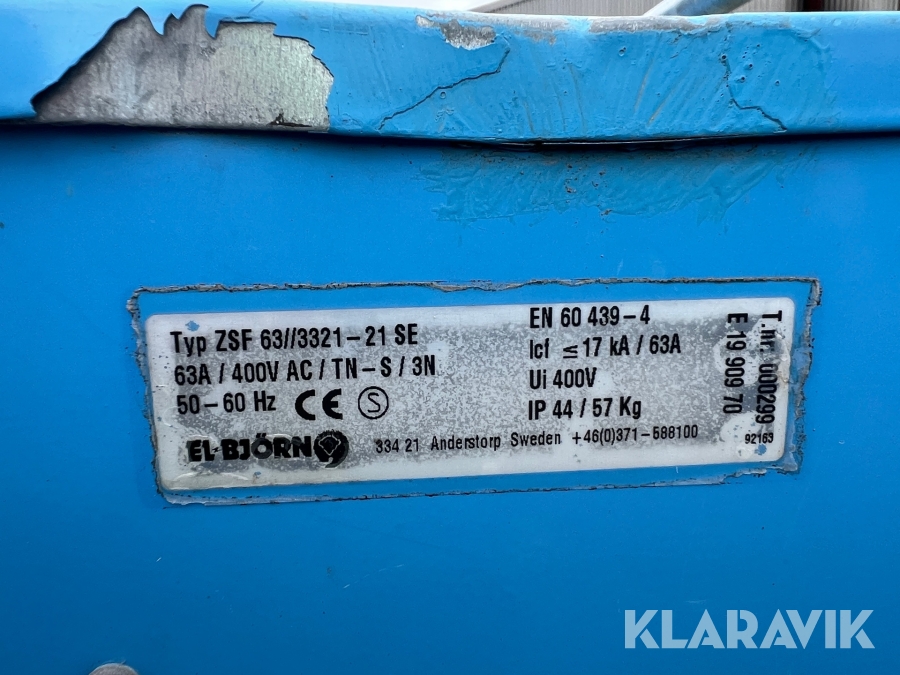 Typ ZSF 63//3321-21 SE
63A / 400V AC / TN-S / 3N
50-60 Hz CE S
EL-BJÖRN
EN 60 439-4
Icf ≤ 17 kA / 63A
Ui 400V
IP 44 / 57 Kg
334 21 Anderstorp Sweden +46(0)371-588100
T.nr. 000299
E 19 909 70
92163
KLARAVIK